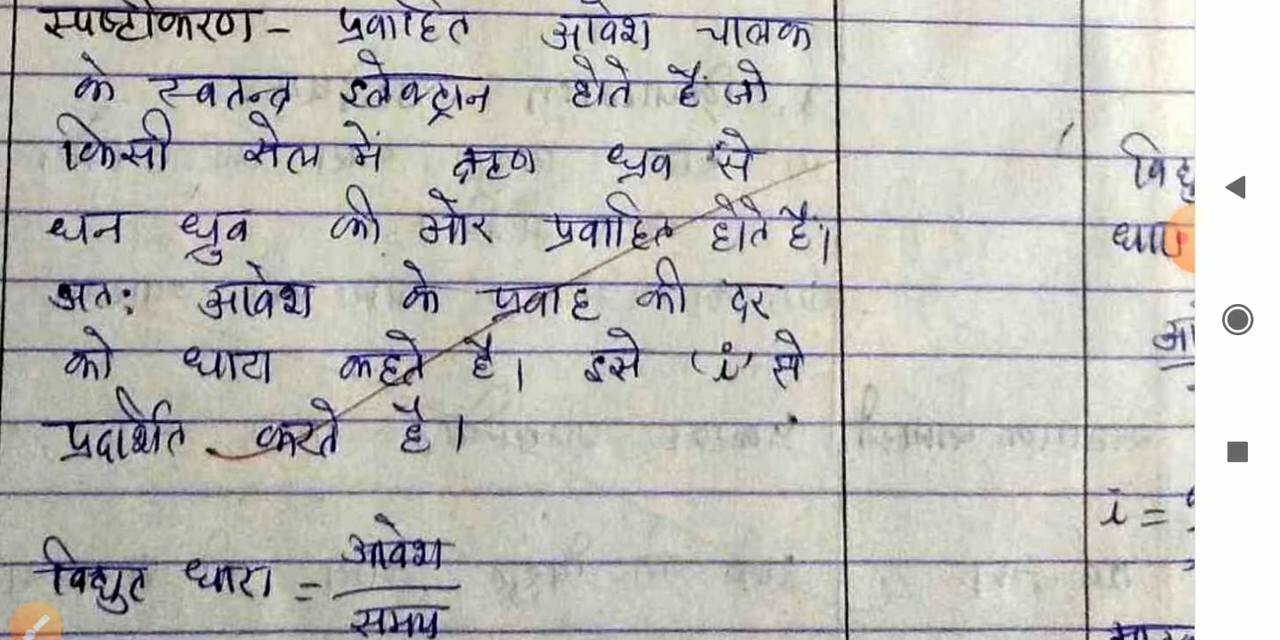 स्पष्टीकरण - प्रवाहित आवेश चालक
के स्वतन्त्र इलेक्ट्रान होते हैं जो
किसी सेल में ऋण ध्रुव से
धन ध्रुव की ओर प्रवाहित होते हैं।
अतः आवेश के प्रवाह की दर
को धारा कहते है। इसे 'i' से
प्रदर्शित करते है।
विद्युत धारा = आवेश
समय
i =